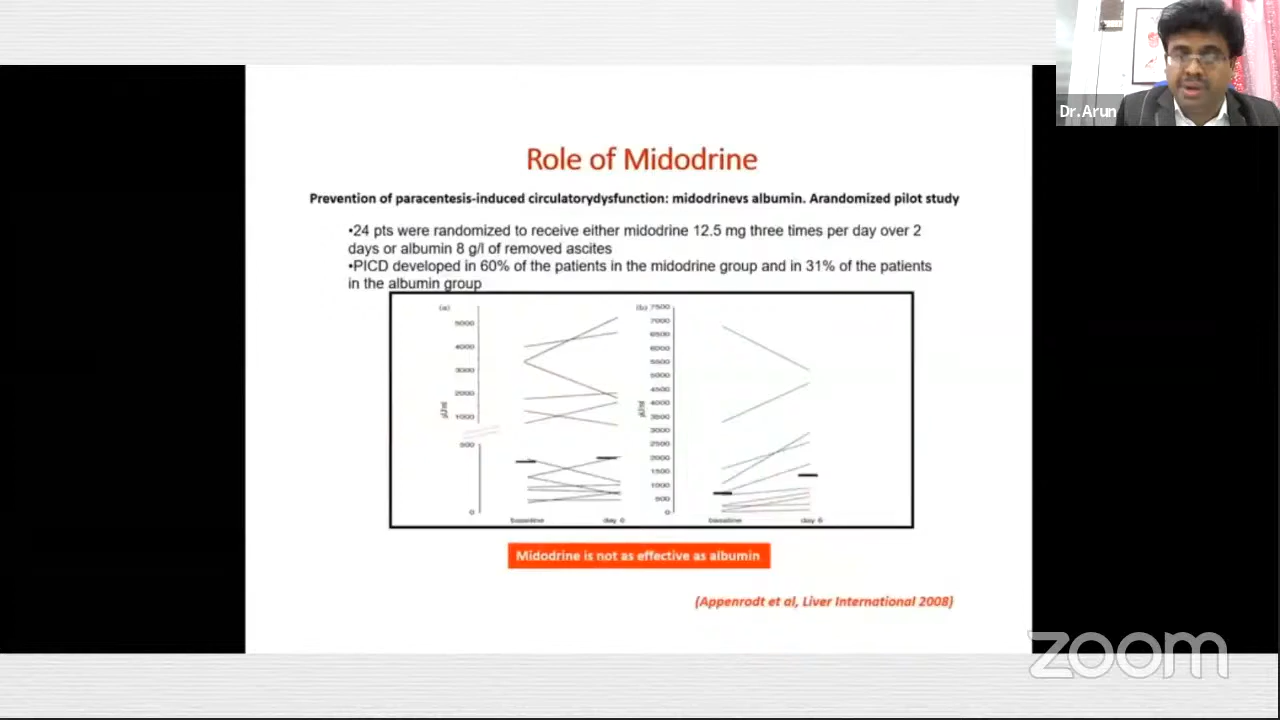 Dr.Arun
Role of Midodrine
Prevention of paracentesis-induced circulatorydysfunction: midodrinevs albumin. Arandomized pilot study
•24 pts were randomized to receive either midodrine 12.5 mg three times per day over 2
days or albumin 8 g/l of removed ascites
•PICD developed in 60% of the patients in the midodrine group and in 31% of the patients
in the albumin group
(a)
5000
4000
3000
2000
1000
500
0
baseline day 6
(b) 7500
7000
6500
6000
5500
5000
4500
4000
3500
3000
2500
2000
1500
1000
500
0
baseline day 6
Midodrine is not as effective as albumin
(Appenrodt et al, Liver International 2008)
zoom